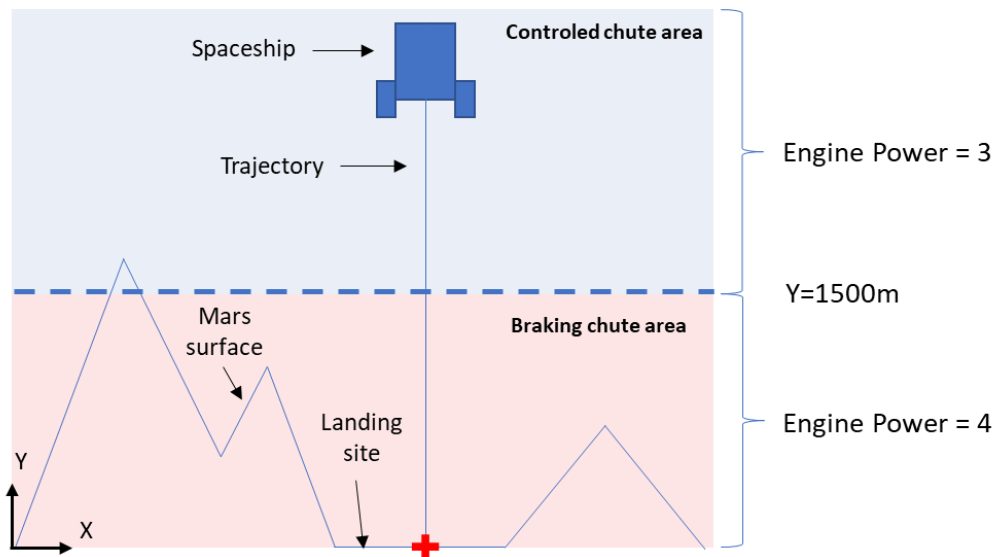 Controled chute area
Spaceship
Trajectory
Engine Power = 3
Y=1500m
Braking chute area
Mars
surface
Landing
site
Engine Power = 4
Y
X